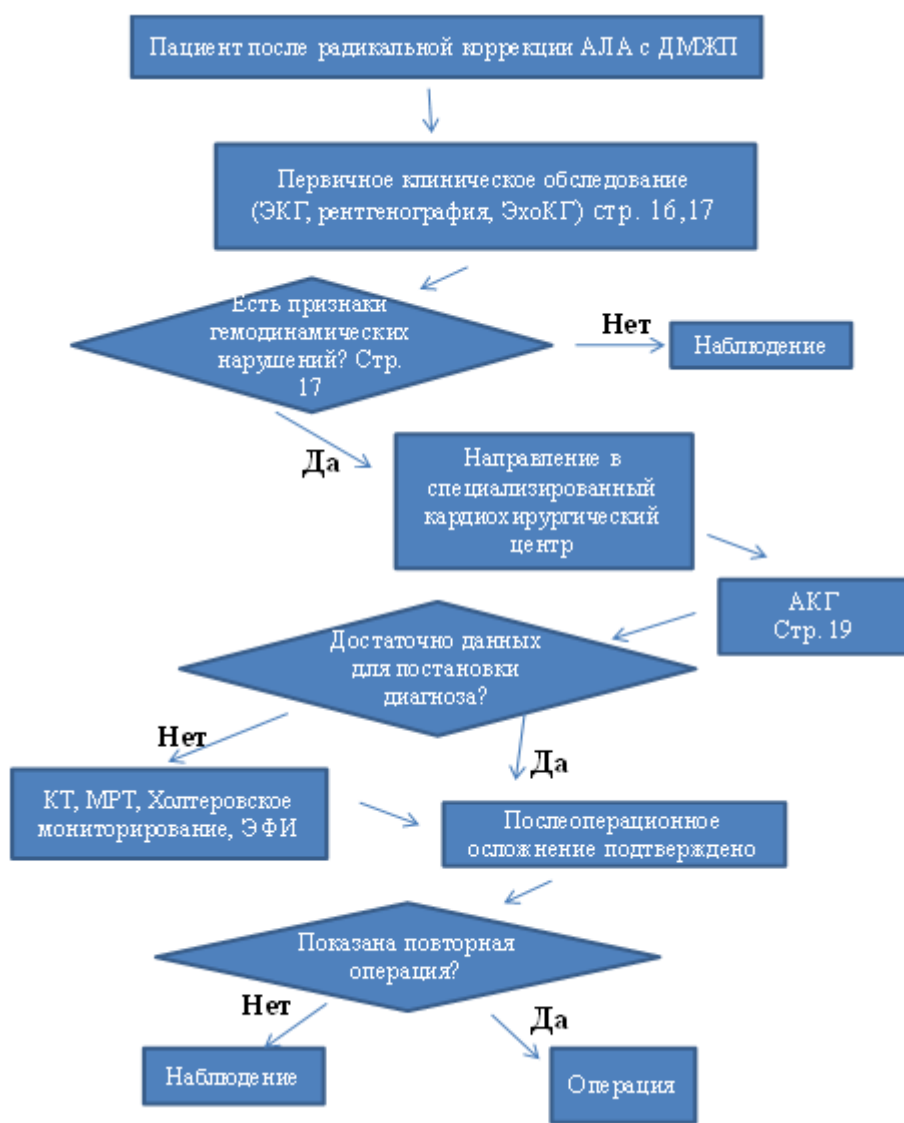 Пациент после радикальной коррекции АЛА с ДМЖП
Первичное клиническое обследование
(ЭКГ, рентгенография, ЭхоКГ) стр. 16,17
Есть признаки
гемодинамических
нарушений? Стр.
17
Нет
Наблюдение
Да
Направление в
специализированный
кардиохирургический
центр
АКГ
Стр. 19
Достаточно данных
для постановки
диагноза?
Нет
Да
КТ, МРТ, Холтеровское
мониторирование, ЭФИ
Послеоперационное
осложнение подтверждено
Показана повторная
операция?
Нет
Да
Наблюдение
Операция